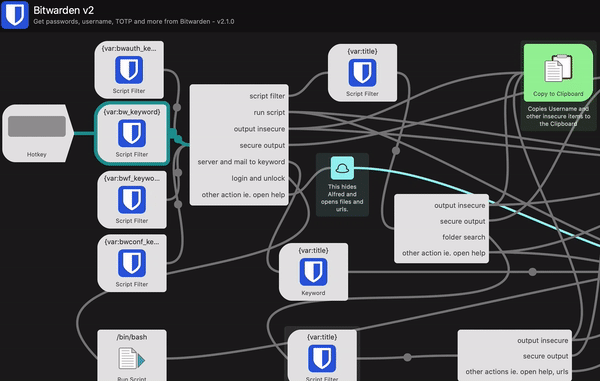 Bitwarden v2
Get passwords, username, TOTP and more from Bitwarden - v2.1.0
{var:bwauth_ke...
Script Filter
{var:bw_keyword}
Script Filter
Hotkey
{var:bwf_keywo...
Script Filter
{var:bwconf_ke...
Script Filter
script filter
run script
output insecure
secure output
server and mail to keyword
login and unlock
other action ie. open help
{var:title}
Script Filter
Copy to Clipboard
Copies Username and
other insecure items to
the Clipboard
This hides
Alfred and
opens files and
urls.
output insecure
secure output
folder search
other action ie. open help
{var:title}
Keyword
/bin/bash
Run Script
{var:title}
Script Filter
output insecure
secure output
other actions ie. open help, urls